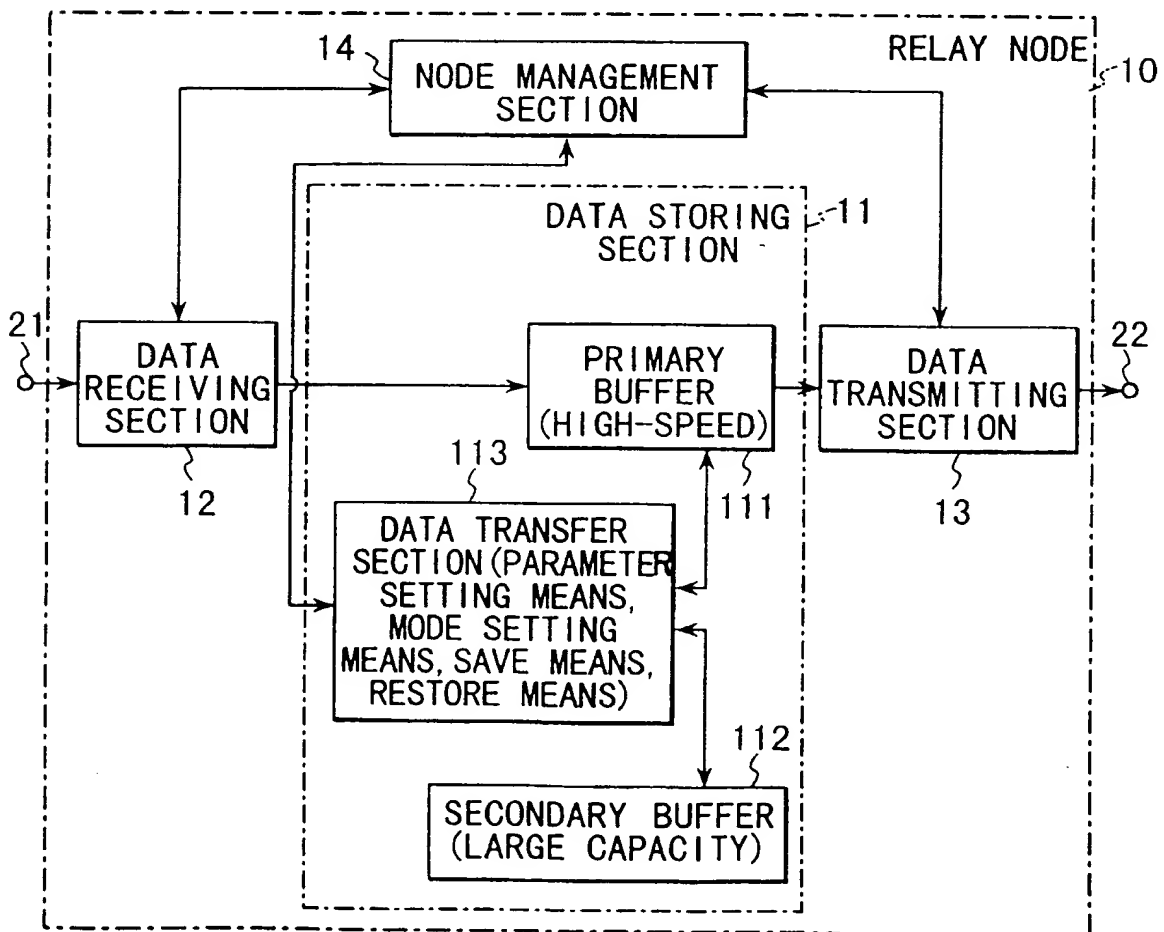 RELAY NODE
10
14
NODE MANAGEMENT
SECTION
DATA STORING
SECTION
11
21
DATA
RECEIVING
SECTION
12
PRIMARY
BUFFER
(HIGH-SPEED)
111
DATA
TRANSMITTING
SECTION
13
22
113
DATA TRANSFER
SECTION(PARAMETER
SETTING MEANS,
MODE SETTING
MEANS, SAVE MEANS,
RESTORE MEANS)
112
SECONDARY BUFFER
(LARGE CAPACITY)